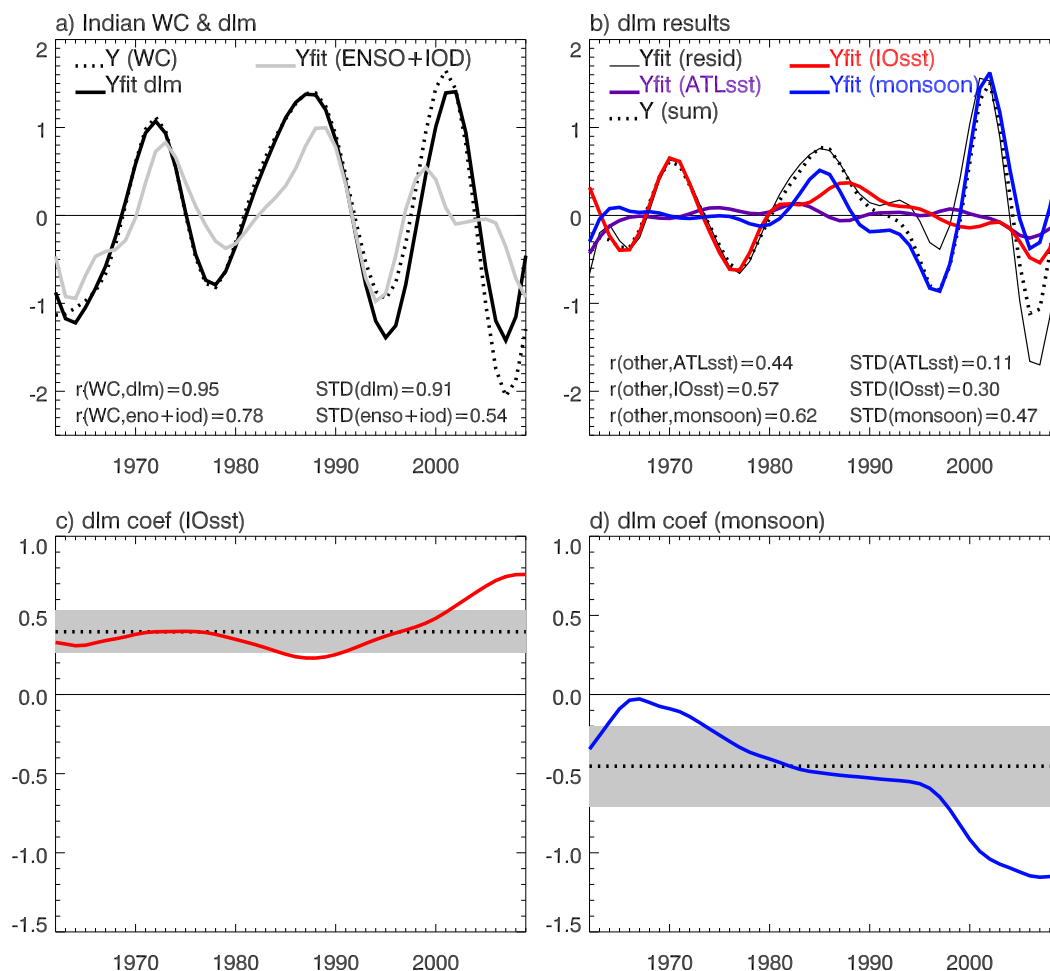 a) Indian WC & dlm
2
1
0
-1
-2
Y (WC)
Yfit (ENSO+IOD)
Yfit dlm
r(WC,dlm)=0.95
STD(dlm)=0.91
r(WC,eno+iod)=0.78
STD(enso+iod)=0.54
1970
1980
1990
2000
b) dlm results
2
1
0
-1
-2
Yfit (resid)
Yfit (IOsst)
Yfit (ATLsst)
Yfit (monsoon)
Y (sum)
r(other,ATLsst)=0.44
STD(ATLsst)=0.11
r(other,IOsst)=0.57
STD(IOsst)=0.30
r(other,monsoon)=0.62
STD(monsoon)=0.47
1970
1980
1990
2000
c) dlm coef (IOsst)
1.0
0.5
0.0
-0.5
-1.0
-1.5
1970
1980
1990
2000
d) dlm coef (monsoon)
1.0
0.5
0.0
-0.5
-1.0
-1.5
1970
1980
1990
2000